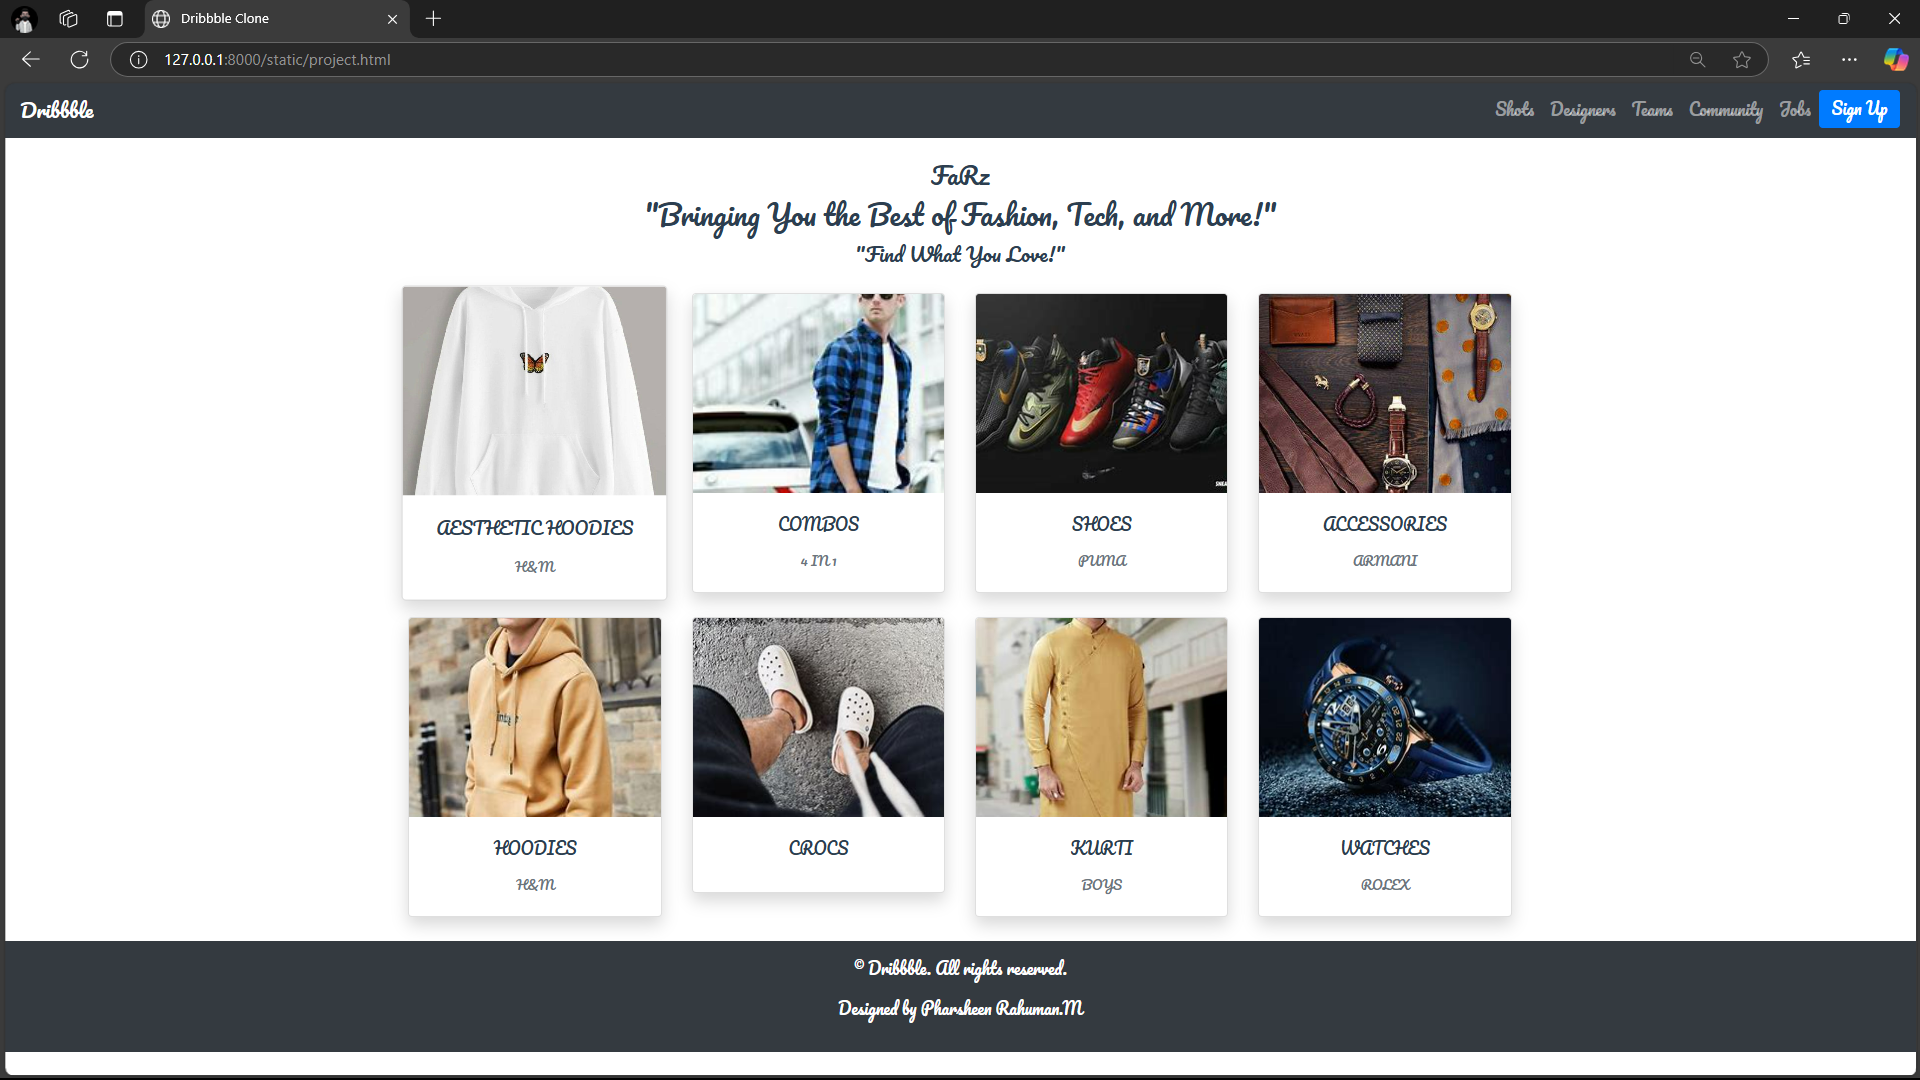 Dribbble Clone
127.0.0.1:8000/static/project.html
Dribbble
Shots Designers Teams Community Jobs Sign Up
FaRz
"Bringing You the Best of Fashion, Tech, and More!"
"Find What You Love!"
AESTHETIC HOODIES
H&M
COMBOS
4 IN 1
SHOES
PUMA
ACCESSORIES
ARMANI
HOODIES
H&M
CROCS
KURTI
BOYS
WATCHES
ROLEX
© Dribbble. All rights reserved.
Designed by Pharsheen Rahuman.M